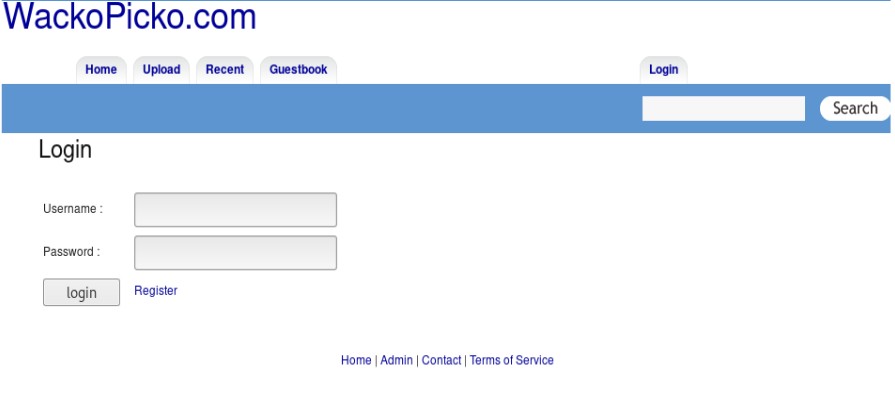 WackoPicko.com
Home Upload Recent Guestbook Login
Search
Login
Username :
Password :
login Register
Home | Admin | Contact | Terms of Service